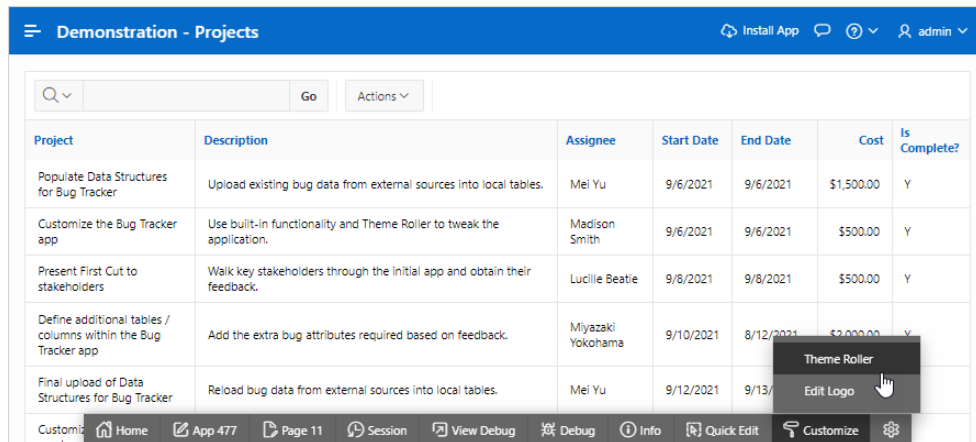 Demonstration - Projects
Install App
admin
Go
Actions
Project
Description
Assignee
Start Date
End Date
Cost
Is
Complete?
Populate Data Structures
for Bug Tracker
Upload existing bug data from external sources into local tables.
Mei Yu
9/6/2021
9/6/2021
$1,500.00
Y
Customize the Bug Tracker
app
Use built-in functionality and Theme Roller to tweak the
application.
Madison
Smith
9/6/2021
9/6/2021
$500.00
Y
Present First Cut to
stakeholders
Walk key stakeholders through the initial app and obtain their
feedback.
Lucille Beatie
9/8/2021
9/8/2021
$500.00
Y
Define additional tables /
columns within the Bug
Tracker app
Add the extra bug attributes required based on feedback.
Miyazaki
Yokohama
9/10/2021
8/12/2021
$2,000.00
Y
Theme Roller
Edit Logo
Final upload of Data
Structures for Bug Tracker
Reload bug data from external sources into local tables.
Mei Yu
9/12/2021
9/13/
Home
App 477
Page 11
Session
View Debug
Debug
Info
Quick Edit
Customize